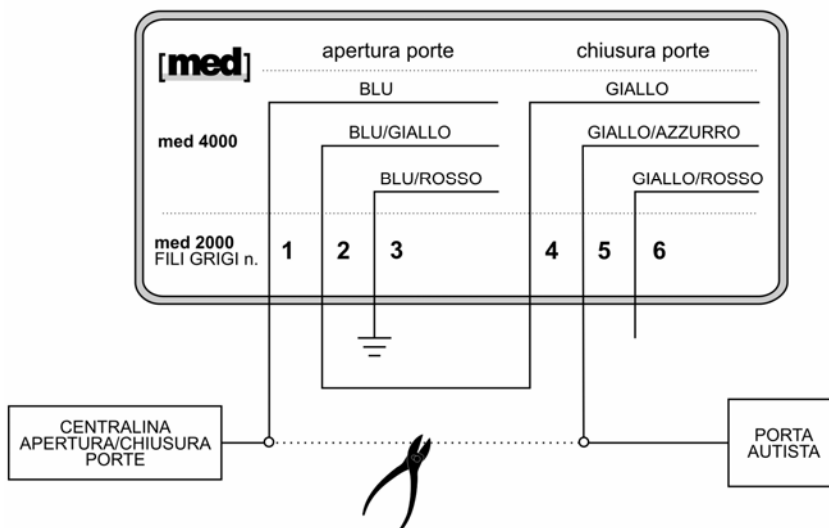 [med]
apertura porte
chiusura porte
BLU
GIALLO
med 4000
BLU/GIALLO
GIALLO/AZZURRO
BLU/ROSSO
GIALLO/ROSSO
med 2000
FILI GRIGI n.
1 2 3 4 5 6
CENTRALINA
APERTURA/CHIUSURA
PORTE
PORTA
AUTISTA